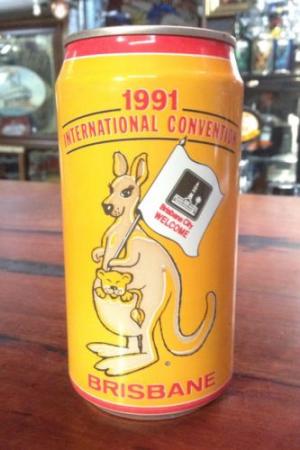 1991
INTERNATIONAL CONVENTION
Brisbane City
WELCOME
BRISBANE